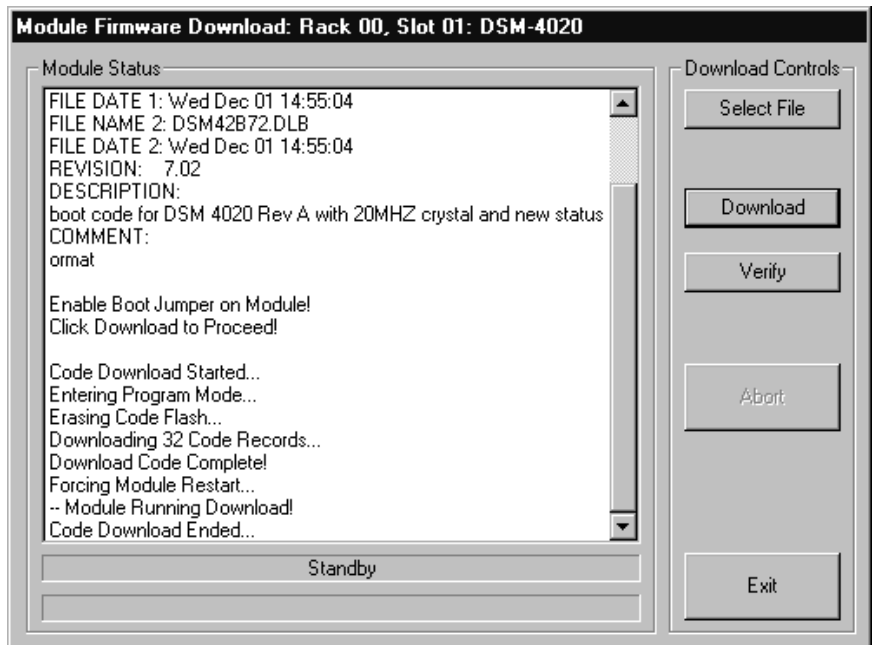 Module Firmware Download: Rack 00, Slot 01: DSM-4020
Module Status
FILE DATE 1: Wed Dec 01 14:55:04
FILE NAME 2: DSM42B72.DLB
FILE DATE 2: Wed Dec 01 14:55:04
REVISION: 7.02
DESCRIPTION:
boot code for DSM 4020 Rev A with 20MHZ crystal and new status
COMMENT:
ormat
Enable Boot Jumper on Module!
Click Download to Proceed!
Code Download Started...
Entering Program Mode...
Erasing Code Flash...
Downloading 32 Code Records...
Download Code Complete!
Forcing Module Restart...
-- Module Running Download!
Code Download Ended...
Standby
Download Controls
Select File
Download
Verify
Abort
Exit